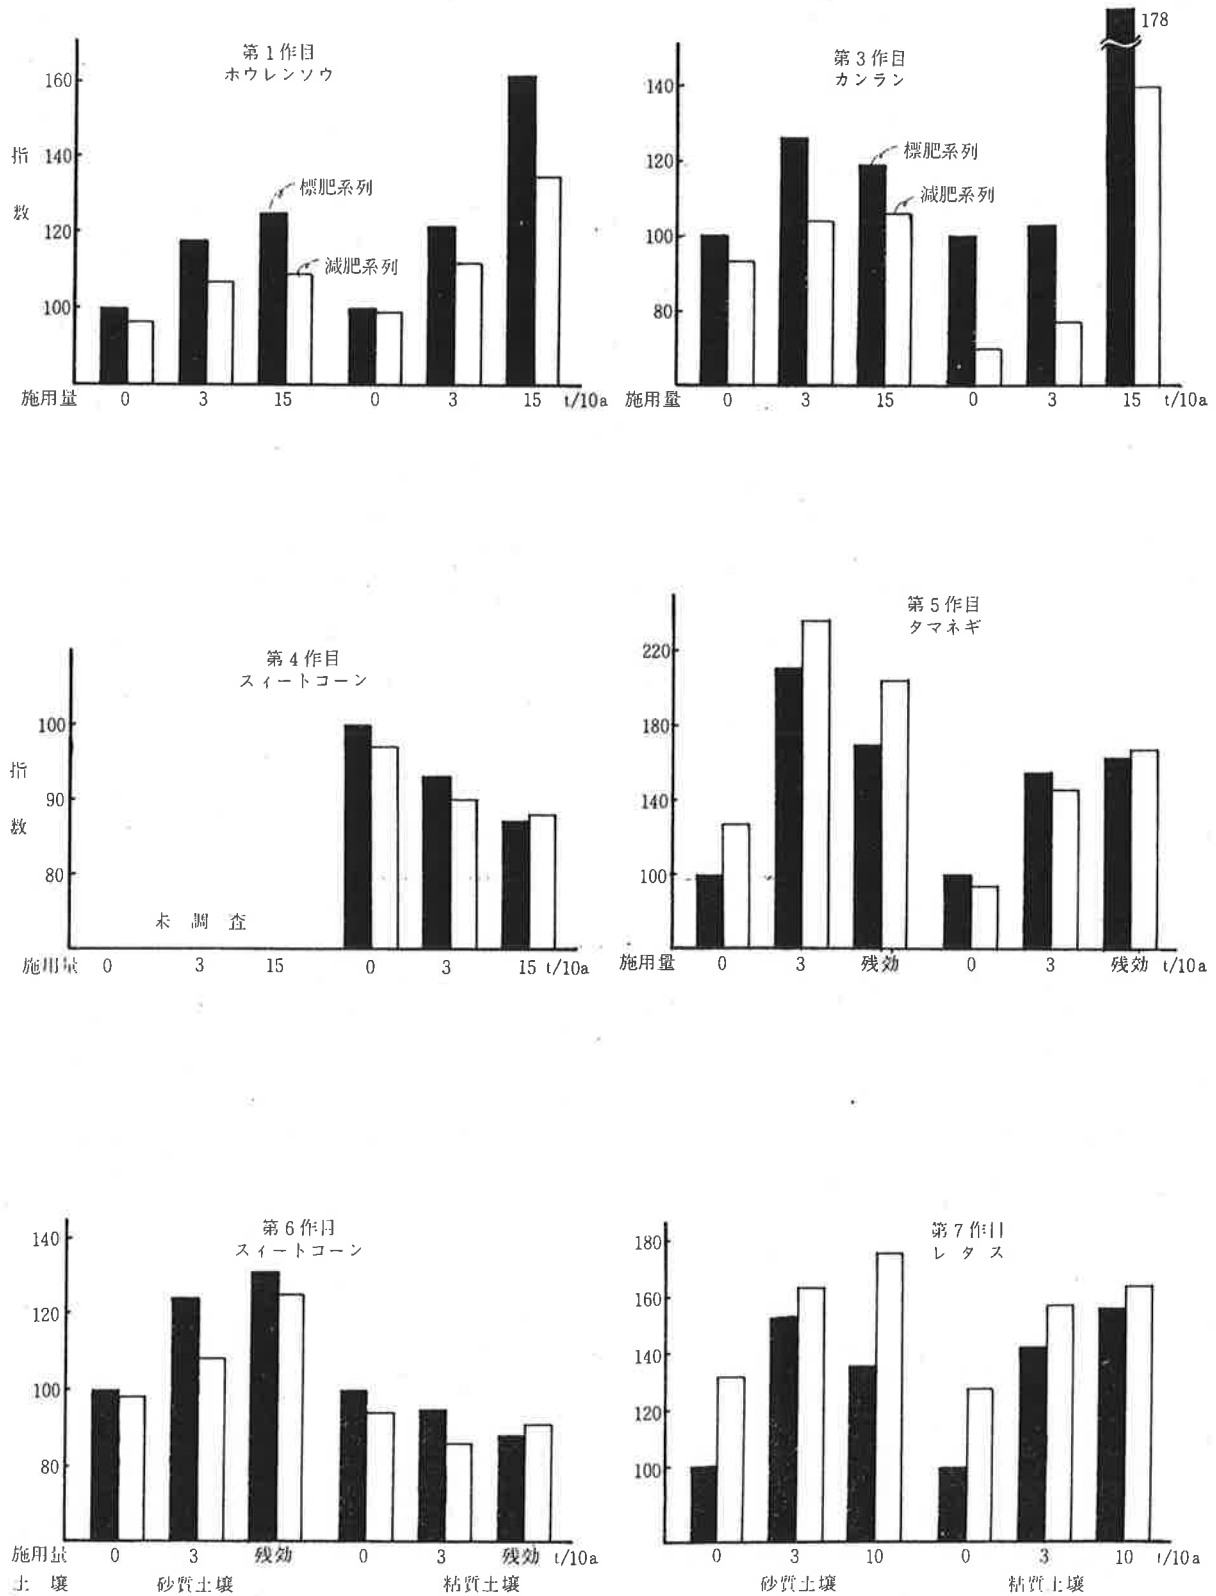 第1作目
ホウレンソウ
160
140
120
100
指
数
標肥系列
減肥系列
施用量 0 3 15 0 3 15 t/10a
178
第3作目
カンラン
140
120
100
80
標肥系列
減肥系列
施用量 0 3 15 0 3 15 t/10a
第4作目
スィートコーン
100
90
80
指
数
未調査
施用量 0 3 15 0 3 15 t/10a
第5作目
タマネギ
220
180
140
100
施用量 0 3 残効 0 3 残効 t/10a
第6作目
スィートコーン
140
120
100
80
施用量 0 3 残効 0 3 残効 t/10a
土壌 砂質土壌 粘質土壌
第7作目
レタス
180
160
140
120
100
0 3 10 0 3 10 t/10a
砂質土壌 粘質土壌